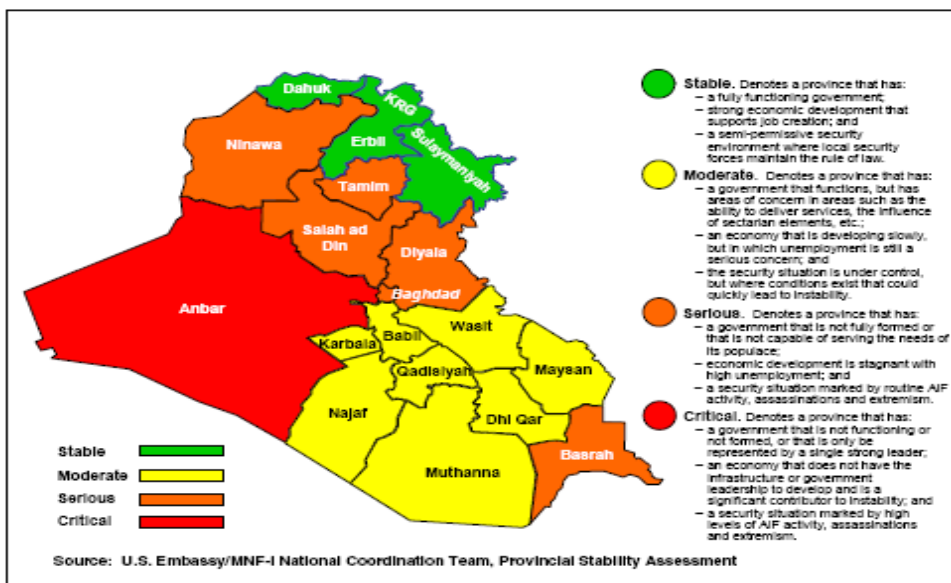 Dahuk
KRG
Ninawa
Erbil
Sulaymaniyah
Tamim
Salah ad
Din
Diyala
Baghdad
Anbar
Wasit
Babil
Karbala
Qadisiyah
Maysan
Najaf
Dhi Qar
Muthanna
Basrah
Stable
Moderate
Serious
Critical
Stable. Denotes a province that has:
– a fully functioning government;
– strong economic development that
supports job creation; and
– a semi-permissive security
environment where local security
forces maintain the rule of law.
Moderate. Denotes a province that has:
– a government that functions, but has
areas of concern in areas such as the
ability to deliver services, the influence
of sectarian elements, etc.;
– an economy that is developing slowly,
but in which unemployment is still a
serious concern; and
– the security situation is under control,
but where conditions exist that could
quickly lead to instability.
Serious. Denotes a province that has:
– a government that is not fully formed or
that is not capable of serving the needs of
its populace;
– economic development is stagnant with
high unemployment; and
– a security situation marked by routine AIF
activity, assassinations and extremism.
Critical. Denotes a province that has:
– a government that is not functioning or
not formed, or that is only be
represented by a single strong leader;
– an economy that does not have the
infrastructure or government
leadership to develop and is a
significant contributor to instability; and
– a security situation marked by high
levels of AIF activity, assassinations
and extremism.
Source: U.S. Embassy/MNF-I National Coordination Team, Provincial Stability Assessment